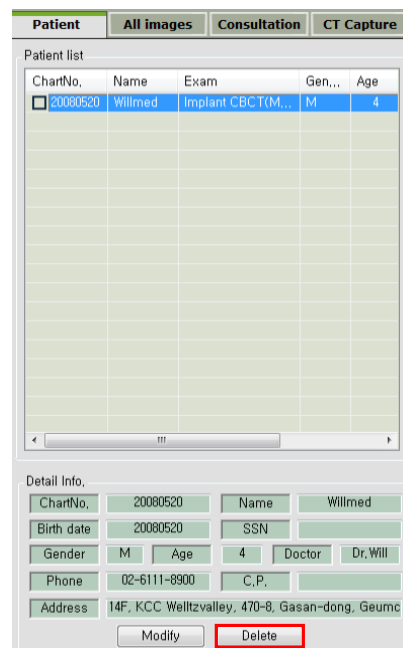 Patient All images Consultation CT Capture
Patient list
ChartNo, Name Exam Gen,,, Age
20080520 Willmed Implant CBCT(M,,, M 4
Detail Info,
ChartNo, 20080520 Name Willmed
Birth date 20080520 SSN
Gender M Age 4 Doctor Dr, Will
Phone 02-6111-8900 C,P,
Address 14F, KCC Welltzvalley, 470-8, Gasan-dong, Geumc
Modify Delete